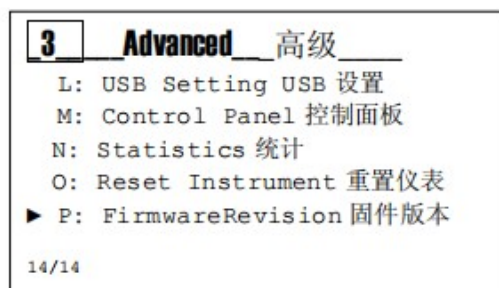 3 Advanced 高级
L: USB Setting USB 设置
M: Control Panel 控制面板
N: Statistics 统计
O: Reset Instrument 重置仪表
► P: FirmwareRevision 固件版本
14/14